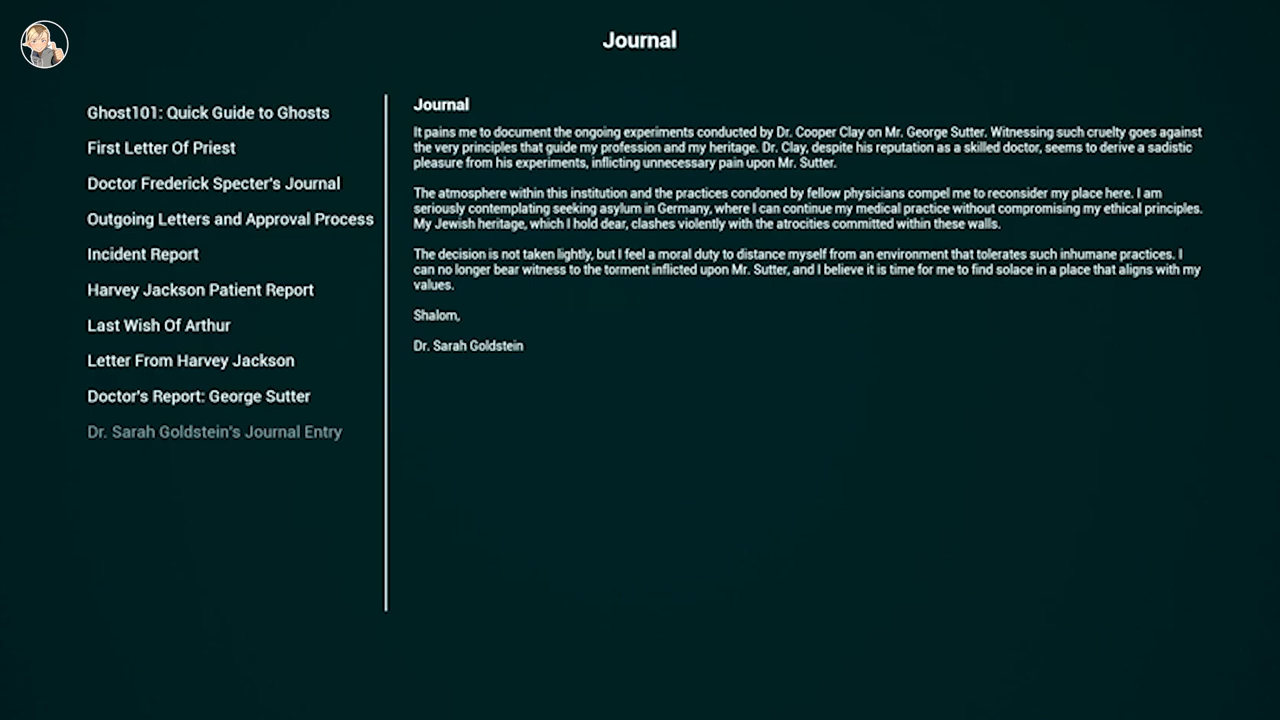 Journal
Ghost101: Quick Guide to Ghosts
First Letter Of Priest
Doctor Frederick Specter's Journal
Outgoing Letters and Approval Process
Incident Report
Harvey Jackson Patient Report
Last Wish Of Arthur
Letter From Harvey Jackson
Doctor's Report: George Sutter
Dr. Sarah Goldstein's Journal Entry
Journal
It pains me to document the ongoing experiments conducted by Dr. Cooper Clay on Mr. George Sutter. Witnessing such cruelty goes against
the very principles that guide my profession and my heritage. Dr. Clay, despite his reputation as a skilled doctor, seems to derive a sadistic
pleasure from his experiments, inflicting unnecessary pain upon Mr. Sutter.
The atmosphere within this institution and the practices condoned by fellow physicians compel me to reconsider my place here. I am
seriously contemplating seeking asylum in Germany, where I can continue my medical practice without compromising my ethical principles.
My Jewish heritage, which I hold dear, clashes violently with the atrocities committed within these walls.
The decision is not taken lightly, but I feel a moral duty to distance myself from an environment that tolerates such inhumane practices. I
can no longer bear witness to the torment inflicted upon Mr. Sutter, and I believe it is time for me to find solace in a place that aligns with my
values.
Shalom,
Dr. Sarah Goldstein